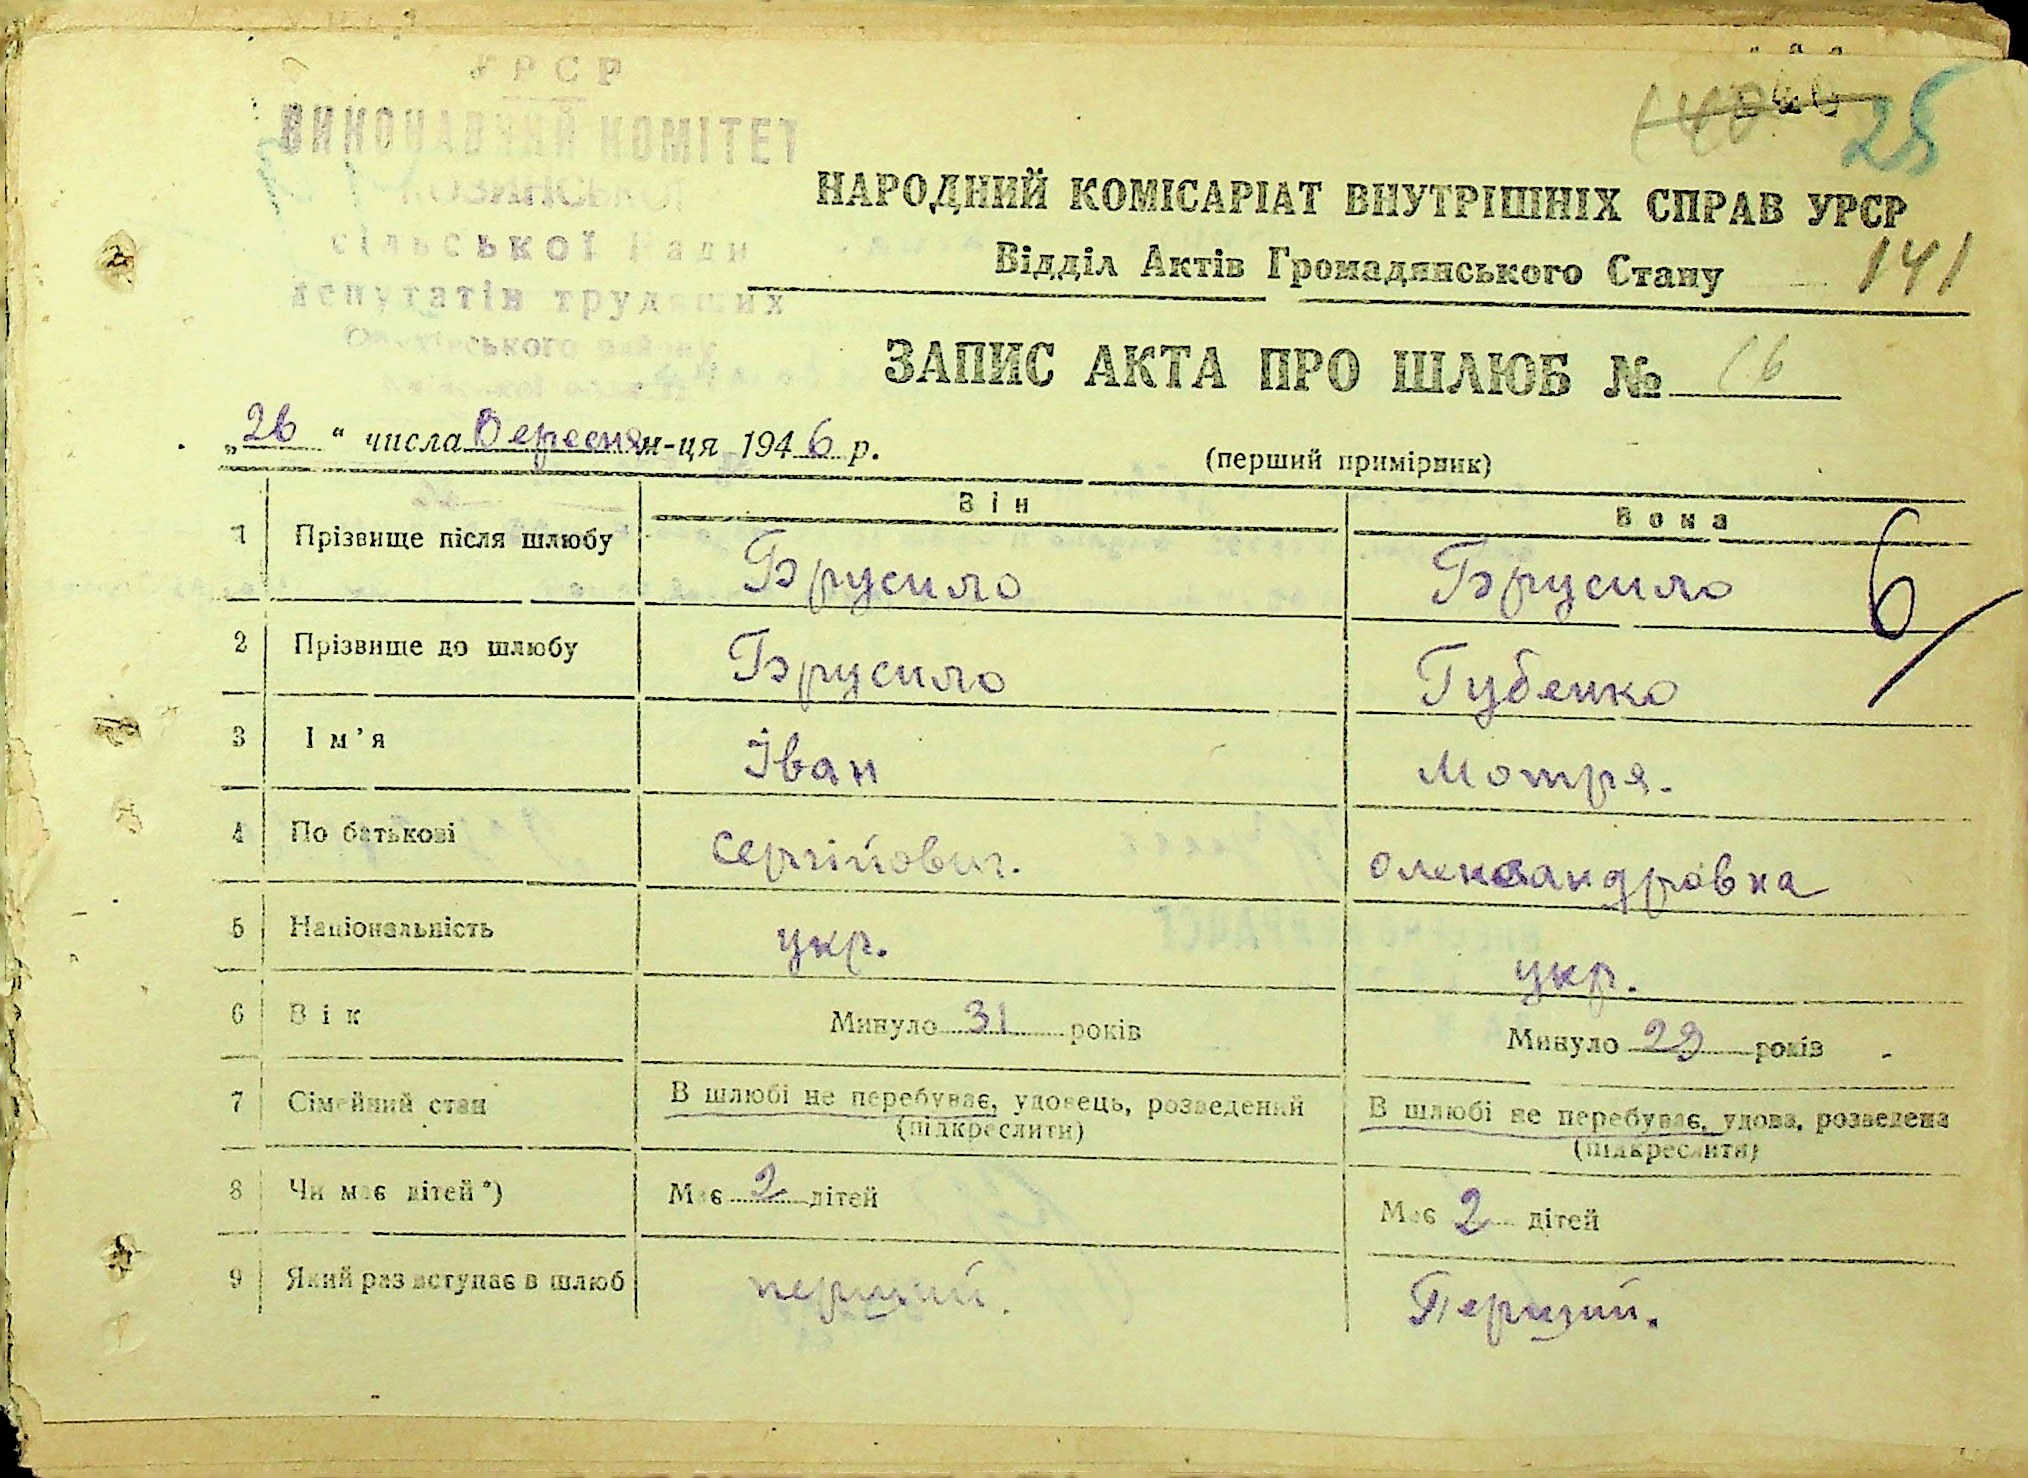 УРСР
ВИКОНАВЧИЙ КОМІТЕТ
сільської Ради
депутатів трудящих
25
НАРОДНИЙ КОМІСАРІАТ ВНУТРІШНІХ СПРАВ УРСР
Відділ Актів Громадянського Стану
141
ЗАПИС АКТА ПРО ШЛЮБ № 16
„26“ числа Вересня м-ця 1946 р.
(перший примірник)
Він
Вона
1 Прізвище після шлюбу Брусило Брусило
6
2 Прізвище до шлюбу Брусило Губенко
3 Ім’я Іван Мотря.
4 По батькові Сергійович. Олександровна
5 Національність укр. укр.
6 Вік Минуло 31 років Минуло 29 років
7 Сімейний стан В шлюбі не перебуває, удовець, розведений В шлюбі не перебуває, удова, розведена
(підкреслити) (підкреслити)
8 Чи має дітей*) Має 2 дітей Має 2 дітей
9 Який раз вступає в шлюб перший. Перший.